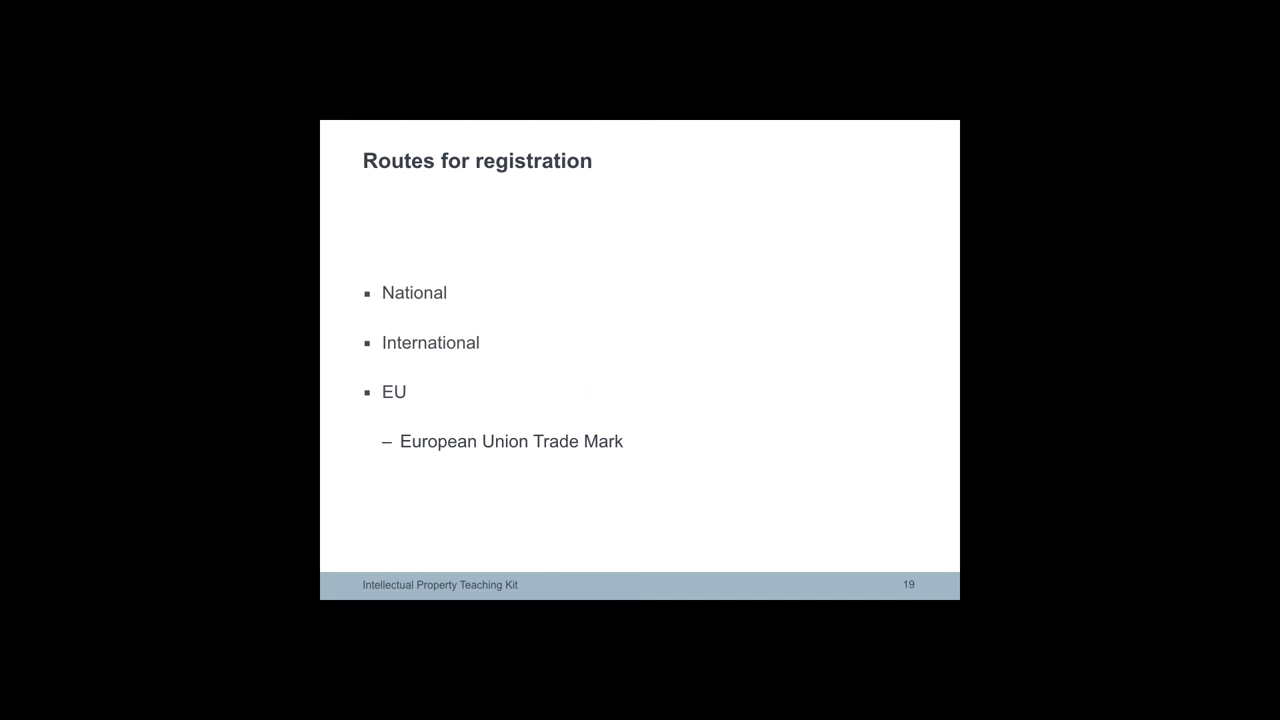 Routes for registration
▪ National
▪ International
▪ EU
– European Union Trade Mark
Intellectual Property Teaching Kit 19